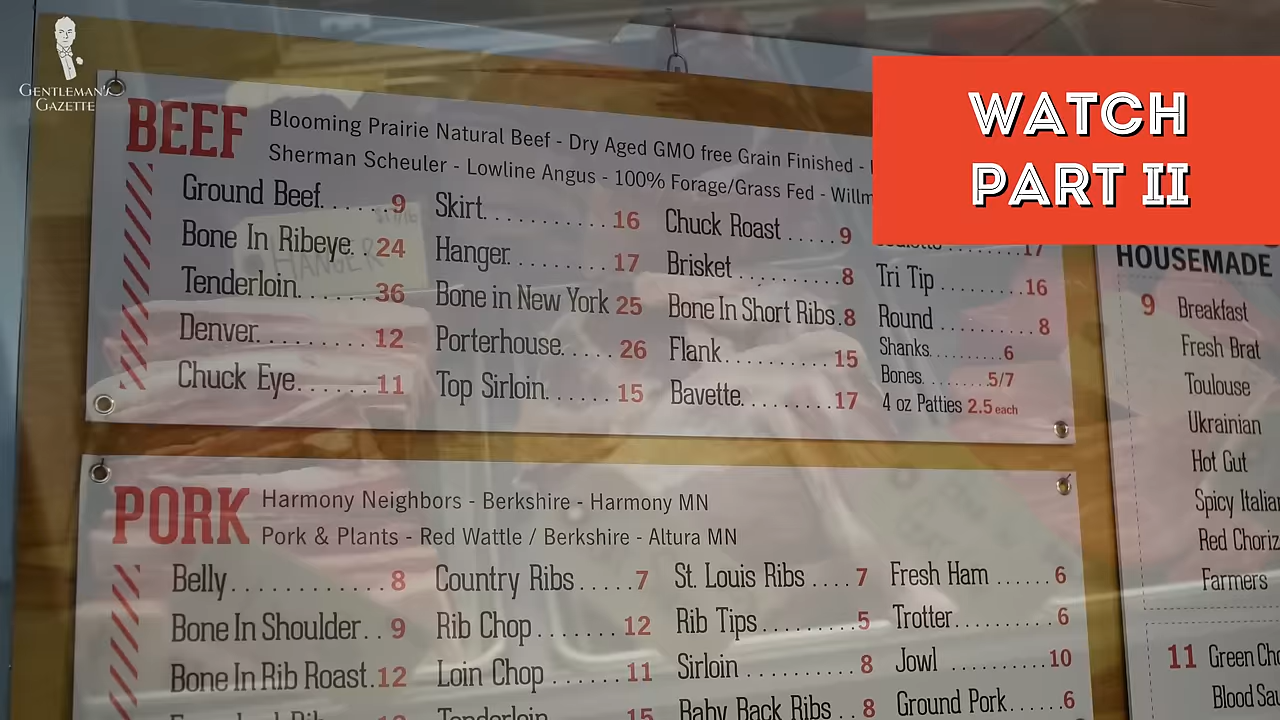 GENTLEMAN'S
GAZETTE
WATCH
PART II
BEEF
Blooming Prairie Natural Beef - Dry Aged GMO free Grain Finished -
Sherman Scheuler - Lowline Angus - 100% Forage/Grass Fed -
Ground Beef. . . . . . 9
Bone In Ribeye. . 24
Tenderloin. . . . . . . 36
Denver. . . . . . . . . . 12
Chuck Eye. . . . . . . 11
Skirt. . . . . . . . . . 16
Hanger. . . . . . . . 17
Bone in New York 25
Porterhouse. . . . . 26
Top Sirloin. . . . . . 15
Chuck Roast . . . . . 9
Brisket . . . . . . . . . 8
Bone In Short Ribs . 8
Flank . . . . . . . . . . 15
Bavette. . . . . . . . . 17
17
Tri Tip . . . . . . . . . 16
Round . . . . . . . . . . 8
Shanks. . . . . . . . . . 6
Bones. . . . . . . . 5/7
4 oz Patties 2.5 each
PORK
Harmony Neighbors - Berkshire - Harmony MN
Pork & Plants - Red Wattle / Berkshire - Altura MN
Belly . . . . . . . . . . . 8
Bone In Shoulder . . 9
Bone In Rib Roast . 12
Country Ribs . . . . . 7
Rib Chop . . . . . . . 12
Loin Chop . . . . . . 11
Tenderloin 15
St. Louis Ribs . . . . 7
Rib Tips . . . . . . . . . 5
Sirloin . . . . . . . . . 8
Baby Back Ribs . . 8
Fresh Ham . . . . . . 6
Trotter. . . . . . . . . . 6
Jowl . . . . . . . . . . 10
Ground Pork . . . . 6
HOUSEMADE
9 Breakfast
Fresh Brat
Toulouse
Ukrainian
Hot Gut
Spicy
Red
Farmers
11 Green
Blood